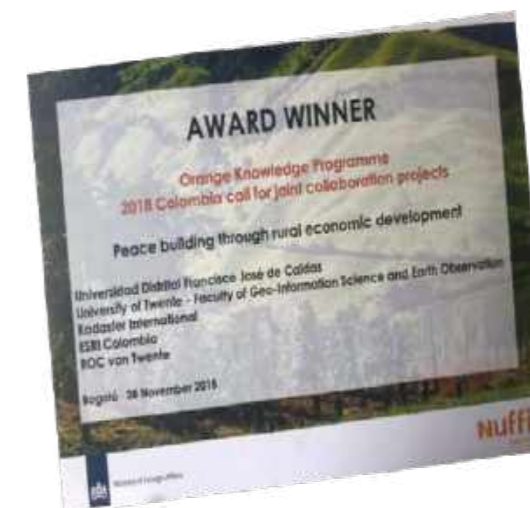 AWARD WINNER
Orange Knowledge Programme
2018 Colombia call for joint collaboration projects
Peace building through rural economic development
Universidad Distrital Francisco José de Caldas
University of Twente - Faculty of Geo-Information Science and Earth Observation
Kadaster International
ESRI Colombia
ROC van Twente
Bogotá 28 November 2018
Nuffi